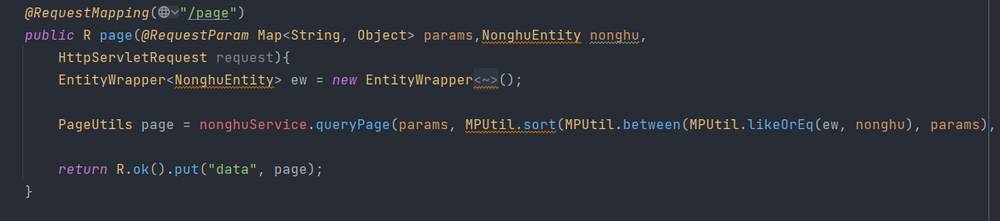 @RequestMapping("/page")
public R page(@RequestParam Map<String, Object> params,NonghuEntity nonghu,
HttpServletRequest request){
EntityWrapper<NonghuEntity> ew = new EntityWrapper<~>();
PageUtils page = nonghuService.queryPage(params, MPUtil.sort(MPUtil.between(MPUtil.likeOrEq(ew, nonghu), params),
return R.ok().put("data", page);
}